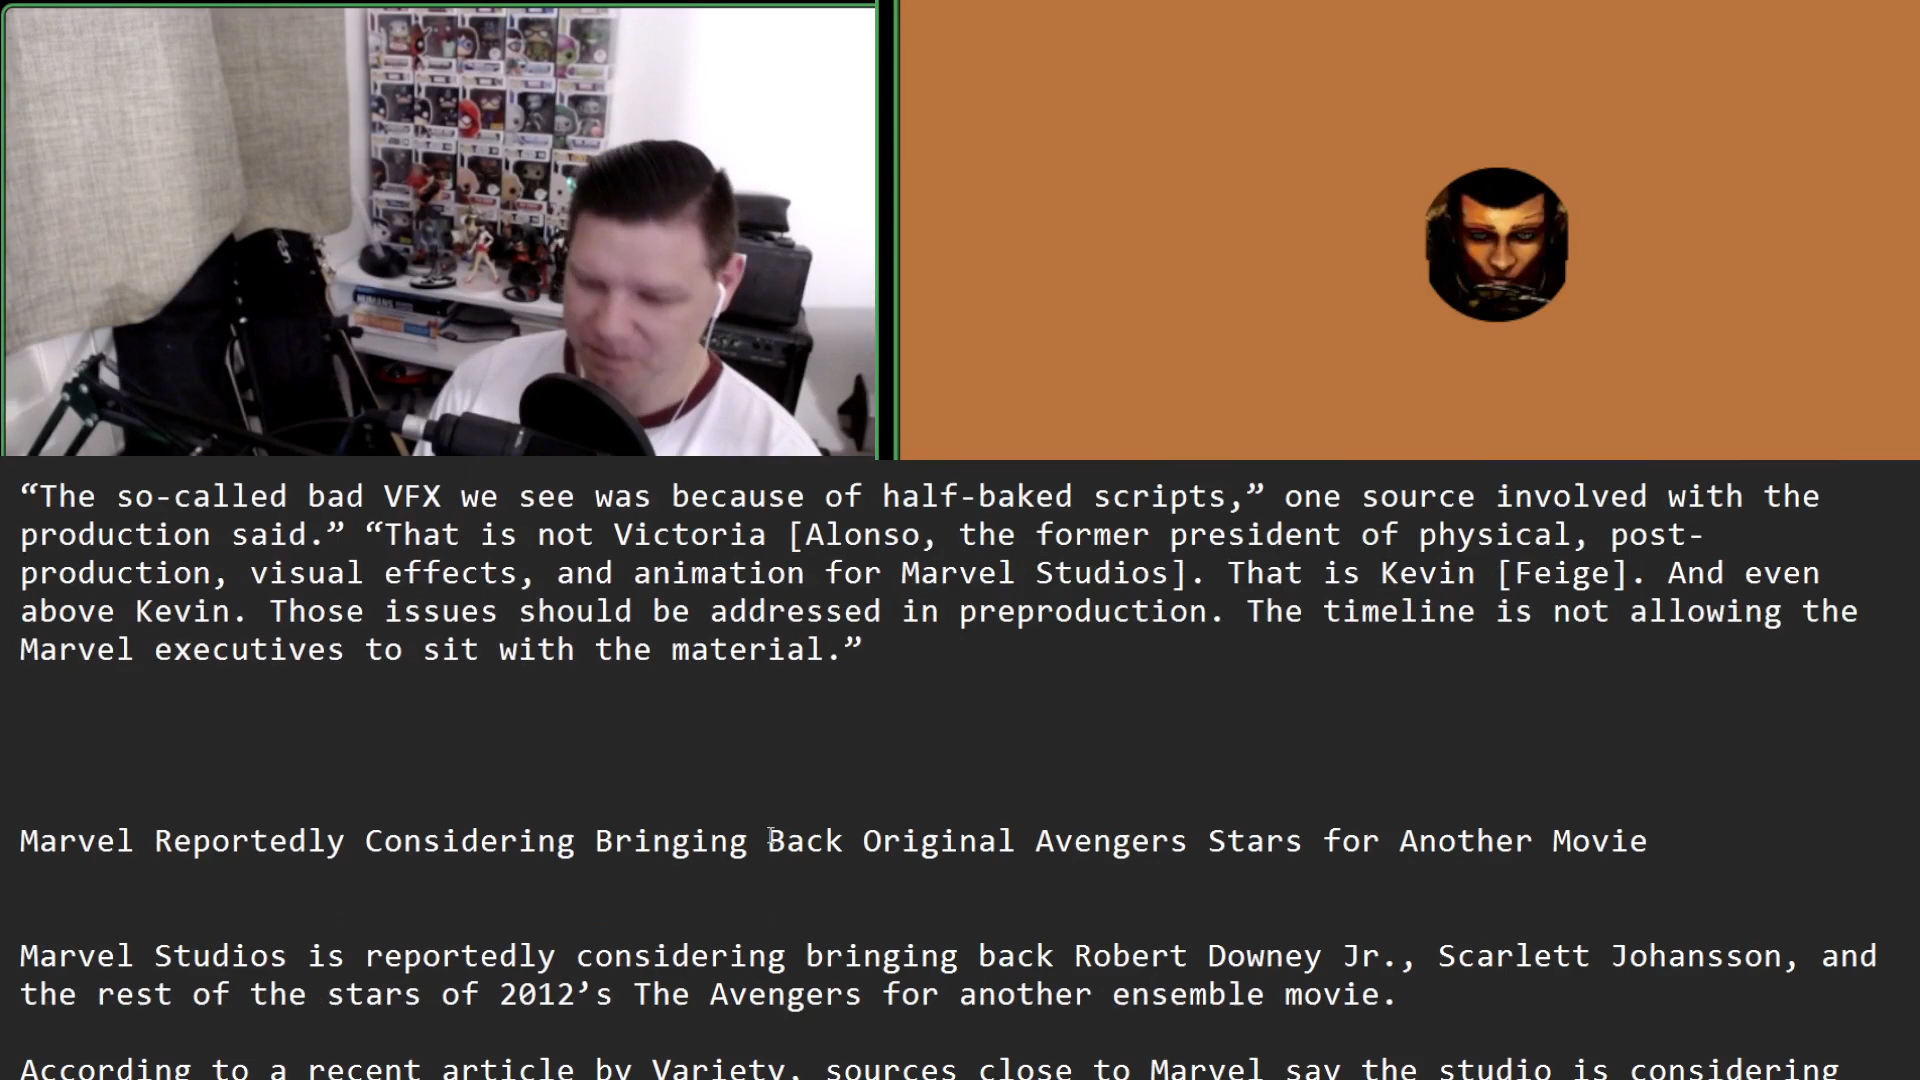 “The so-called bad VFX we see was because of half-baked scripts,” one source involved with the
production said.” “That is not Victoria [Alonso, the former president of physical, post-
production, visual effects, and animation for Marvel Studios]. That is Kevin [Feige]. And even
above Kevin. Those issues should be addressed in preproduction. The timeline is not allowing the
Marvel executives to sit with the material.”
Marvel Reportedly Considering Bringing Back Original Avengers Stars for Another Movie
Marvel Studios is reportedly considering bringing back Robert Downey Jr., Scarlett Johansson, and
the rest of the stars of 2012’s The Avengers for another ensemble movie.
According to a recent article by Variety, sources close to Marvel say the studio is considering